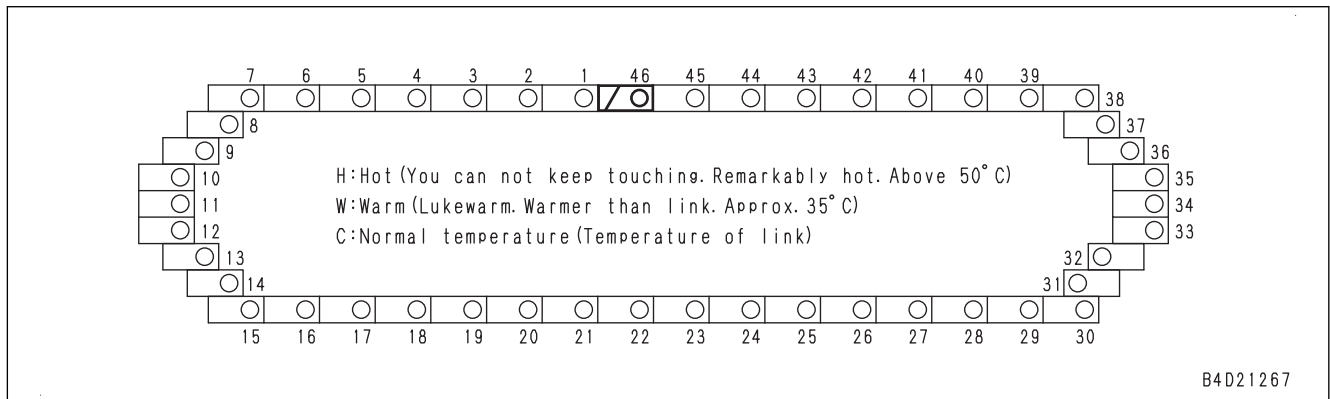 7 6 5 4 3 2 1 46 45 44 43 42 41 40 39
38
8 37
9 36
10 H:Hot(You can not keep touching. Remarkably hot. Above 50°C) 35
11 W:Warm(Lukewarm. Warmer than link. Approx. 35°C) 34
12 C:Normal temperature(Temperature of link) 33
13 32
14 31
15 16 17 18 19 20 21 22 23 24 25 26 27 28 29 30
B4D21267